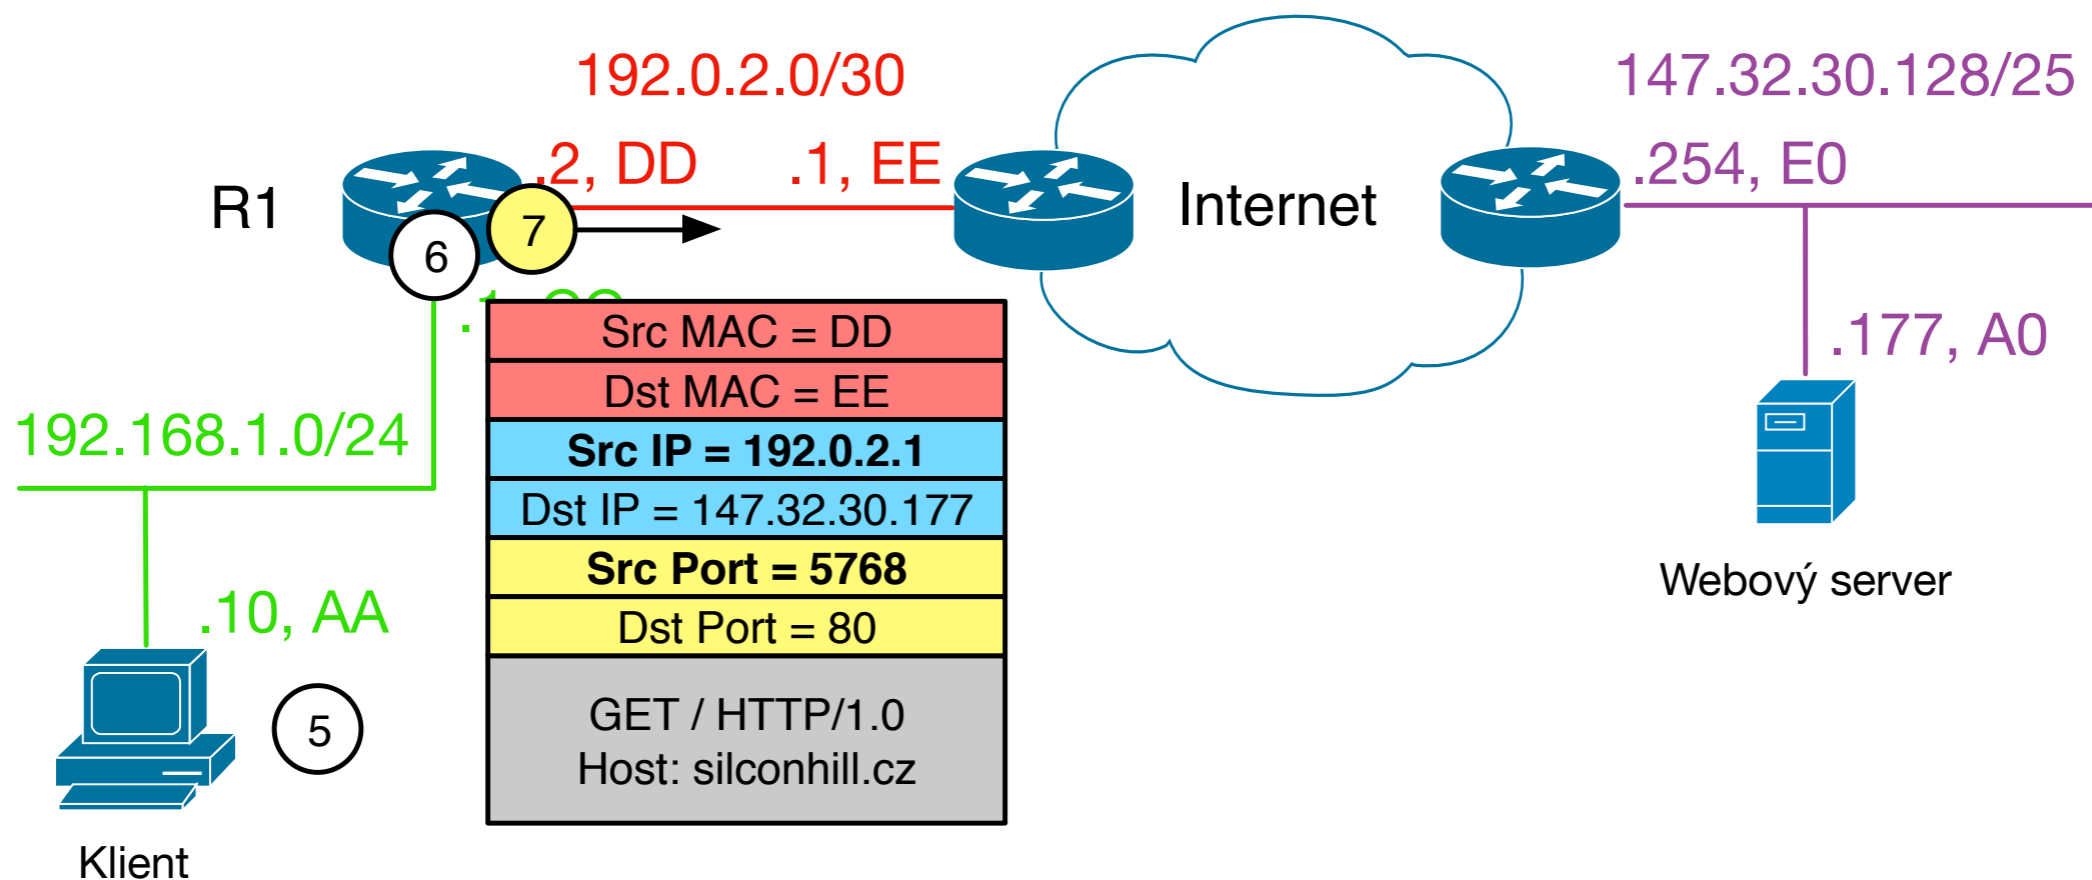 192.0.2.0/30
147.32.30.128/25
.2, DD
.1, EE
.254, E0
R1
Internet
7
6
Src MAC = DD
.177, A0
Dst MAC = EE
192.168.1.0/24
Src IP = 192.0.2.1
Dst IP = 147.32.30.177
Src Port = 5768
Webový server
.10, AA
Dst Port = 80
5
GET / HTTP/1.0
Host: silconhill.cz
Klient